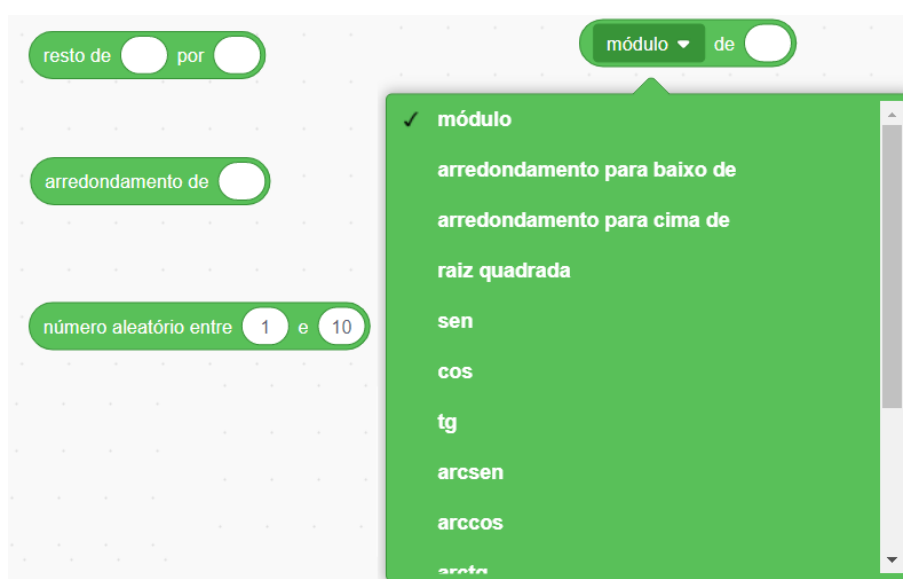 resto de por
módulo de
arredondamento de
número aleatório entre 1 e 10
módulo
arredondamento para baixo de
arredondamento para cima de
raiz quadrada
sen
cos
tg
arcsen
arccos
arctg